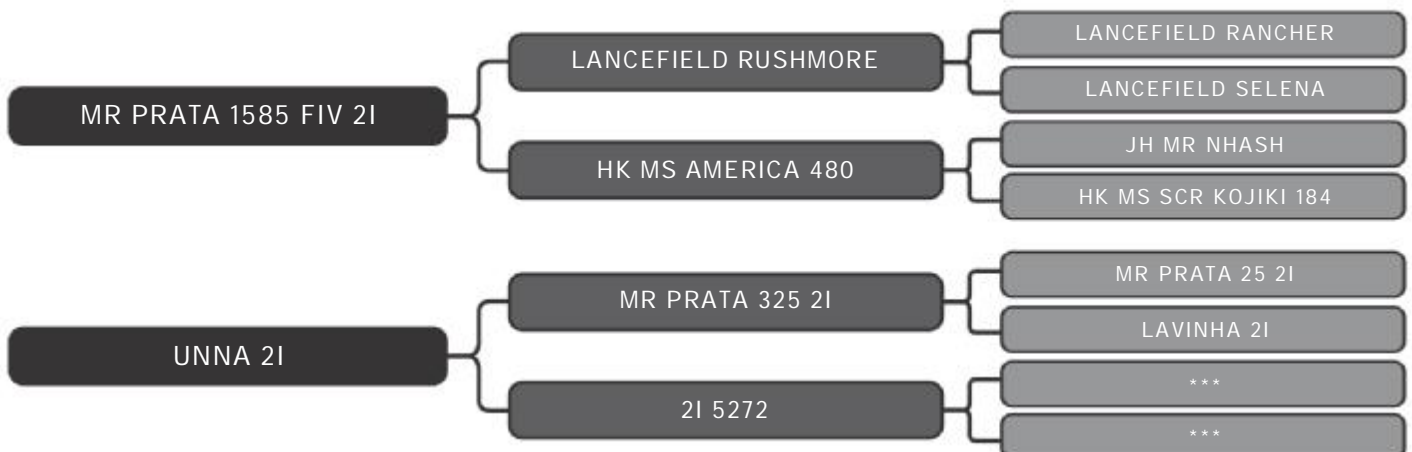 LANCEFIELD RANCHER
LANCEFIELD RUSHMORE
LANCEFIELD SELENA
MR PRATA 1585 FIV 2I
JH MR NHASH
HK MS AMERICA 480
HK MS SCR KOJIKI 184
MR PRATA 25 2I
MR PRATA 325 2I
LAVINHA 2I
UNNA 2I
***
2I 5272
***